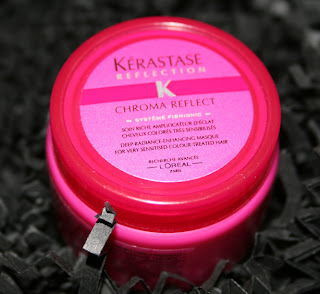 KÉRASTASE
REFLECTION
K
CHROMA REFLECT
SYSTÈME FIBRIONIC
SOIN RICHE AMPLIFICATEUR D'ÉCLAT
CHEVEUX COLORÉS TRÈS SENSIBILISÉS
DEEP RADIANCE-ENHANCING MASQUE
FOR VERY SENSITISED COLOUR-TREATED HAIR
RECHERCHE AVANCÉE
L'ORÉAL
PARIS